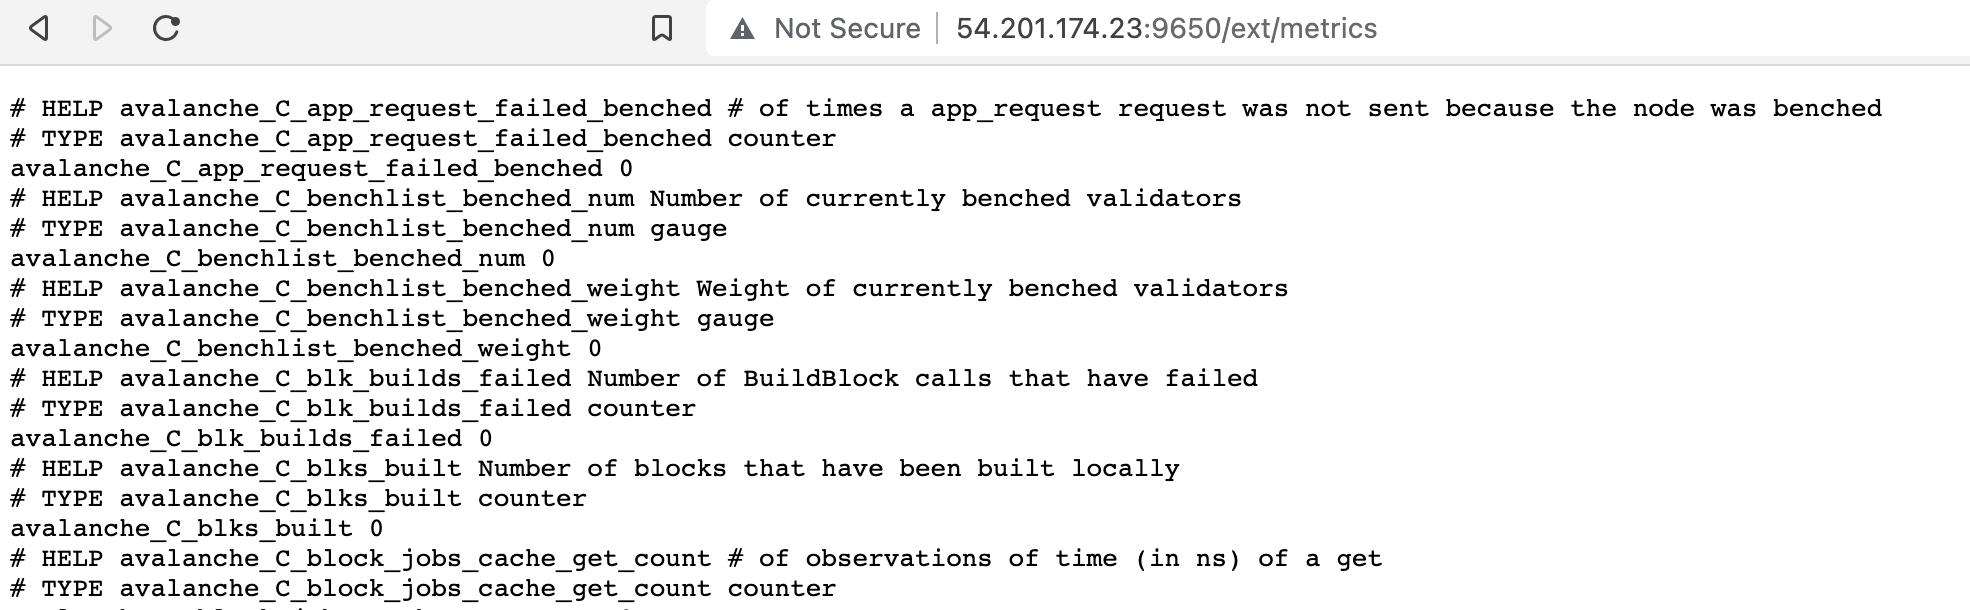 Not Secure 54.201.174.23:9650/ext/metrics
# HELP avalanche_C_app_request_failed_benched # of times a app_request request was not sent because the node was benched
# TYPE avalanche_C_app_request_failed_benched counter
avalanche_C_app_request_failed_benched 0
# HELP avalanche_C_benchlist_benched_num Number of currently benched validators
# TYPE avalanche_C_benchlist_benched_num gauge
avalanche_C_benchlist_benched_num 0
# HELP avalanche_C_benchlist_benched_weight Weight of currently benched validators
# TYPE avalanche_C_benchlist_benched_weight gauge
avalanche_C_benchlist_benched_weight 0
# HELP avalanche_C_blk_builds_failed Number of BuildBlock calls that have failed
# TYPE avalanche_C_blk_builds_failed counter
avalanche_C_blk_builds_failed 0
# HELP avalanche_C_blks_built Number of blocks that have been built locally
# TYPE avalanche_C_blks_built counter
avalanche_C_blks_built 0
# HELP avalanche_C_block_jobs_cache_get_count # of observations of time (in ns) of a get
# TYPE avalanche_C_block_jobs_cache_get_count counter